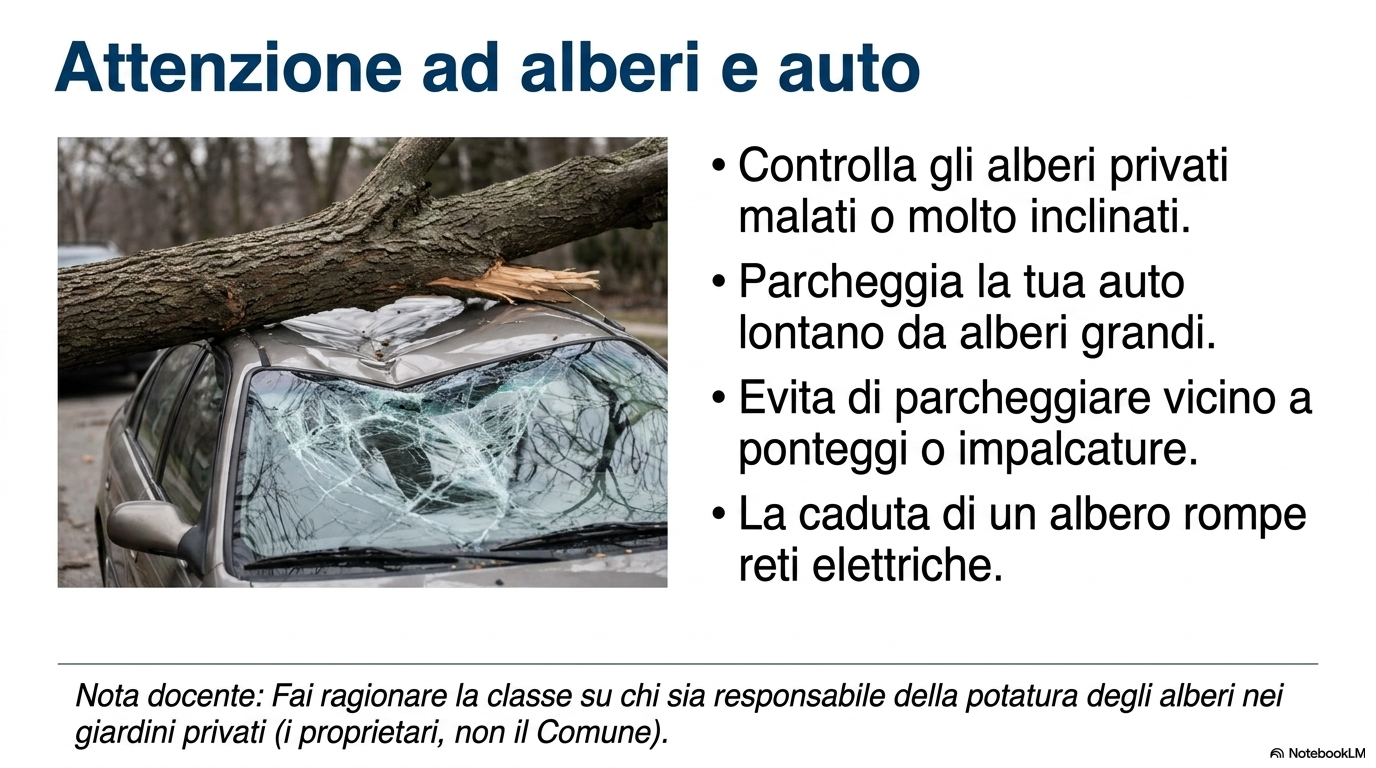 Attenzione ad alberi e auto
• Controlla gli alberi privati
malati o molto inclinati.
• Parcheggia la tua auto
lontano da alberi grandi.
• Evita di parcheggiare vicino a
ponteggi o impalcature.
• La caduta di un albero rompe
reti elettriche.
Nota docente: Fai ragionare la classe su chi sia responsabile della potatura degli alberi nei
giardini privati (i proprietari, non il Comune).
NotebookLM